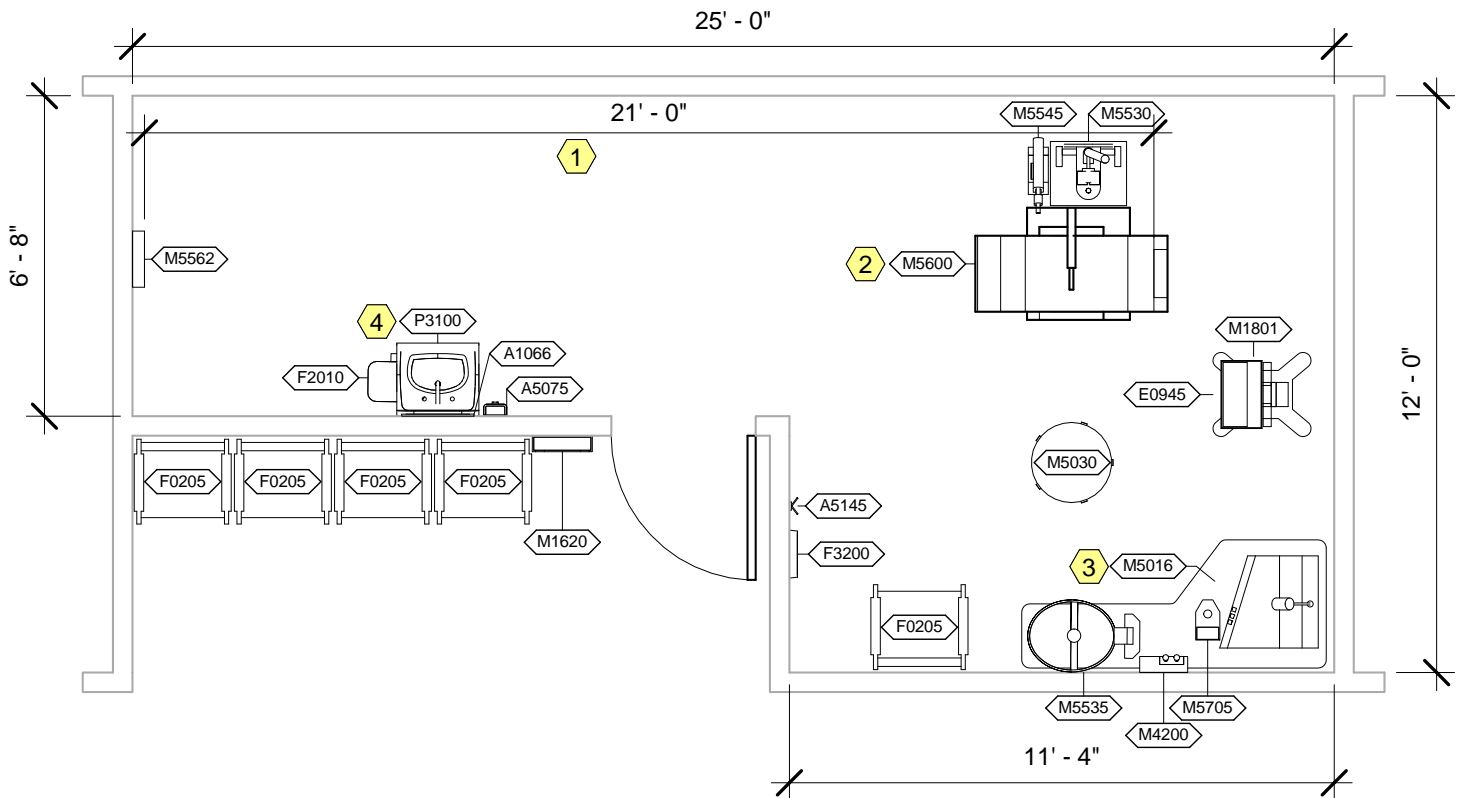 25' - 0"
21' - 0"
M5545
M5530
1
6' - 8"
M5562
2
M5600
4
P3100
M1801
A1066
F2010
A5075
E0945
12' - 0"
M5030
F0205
F0205
F0205
F0205
A5145
M1620
F3200
3
M5016
F0205
M5535
M5705
M4200
11' - 4"